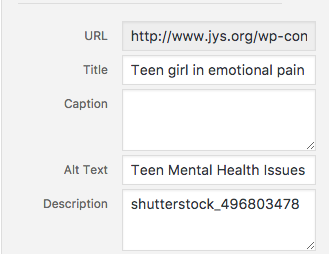 URL http://www.jys.org/wp-con
Title Teen girl in emotional pain
Caption
Alt Text Teen Mental Health Issues
Description shutterstock_496803478